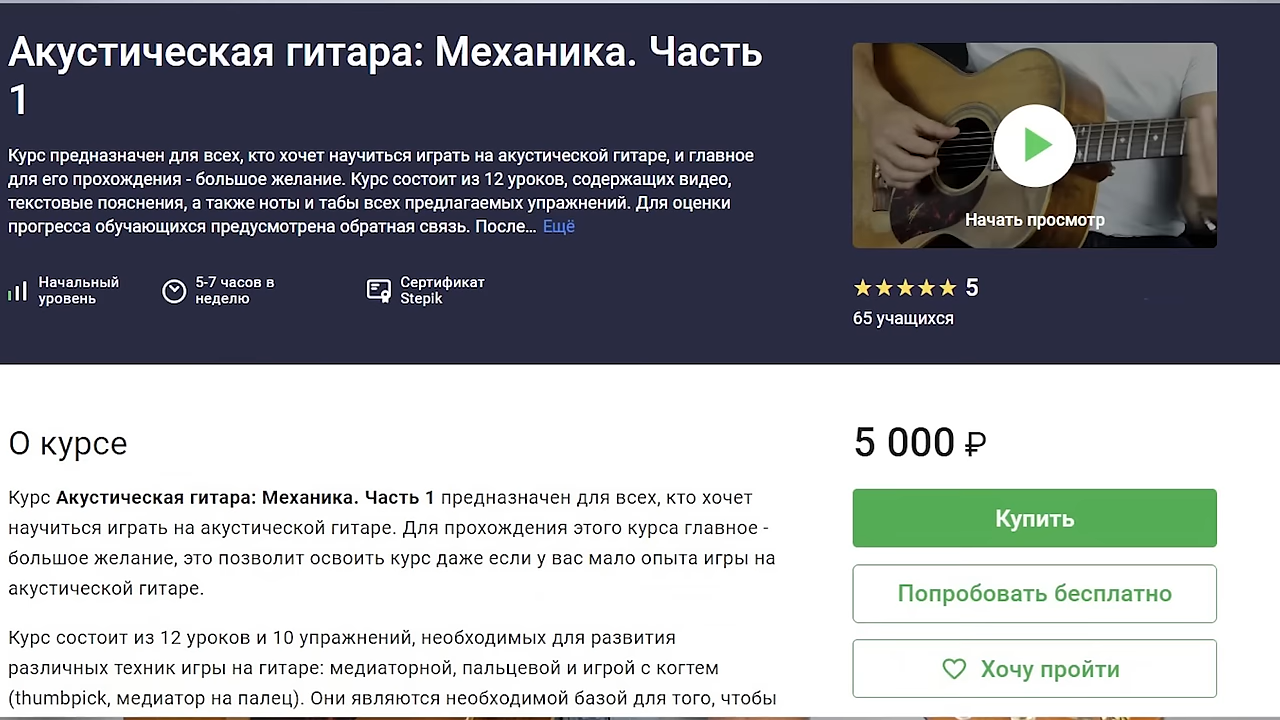 Акустическая гитара: Механика. Часть
1
Курс предназначен для всех, кто хочет научиться играть на акустической гитаре, и главное
для его прохождения - большое желание. Курс состоит из 12 уроков, содержащих видео,
текстовые пояснения, а также ноты и табы всех предлагаемых упражнений. Для оценки
прогресса обучающихся предусмотрена обратная связь. После… Ещё
Начальный
уровень
5-7 часов в
неделю
Сертификат
Stepik
Начать просмотр
5
65 учащихся
О курсе
Курс Акустическая гитара: Механика. Часть 1 предназначен для всех, кто хочет
научиться играть на акустической гитаре. Для прохождения этого курса главное -
большое желание, это позволит освоить курс даже если у вас мало опыта игры на
акустической гитаре.
Курс состоит из 12 уроков и 10 упражнений, необходимых для развития
различных техник игры на гитаре: медиаторной, пальцевой и игрой с когтем
(thumbpick, медиатор на палец). Они являются необходимой базой для того, чтобы
5 000 ₽
Купить
Попробовать бесплатно
Хочу пройти